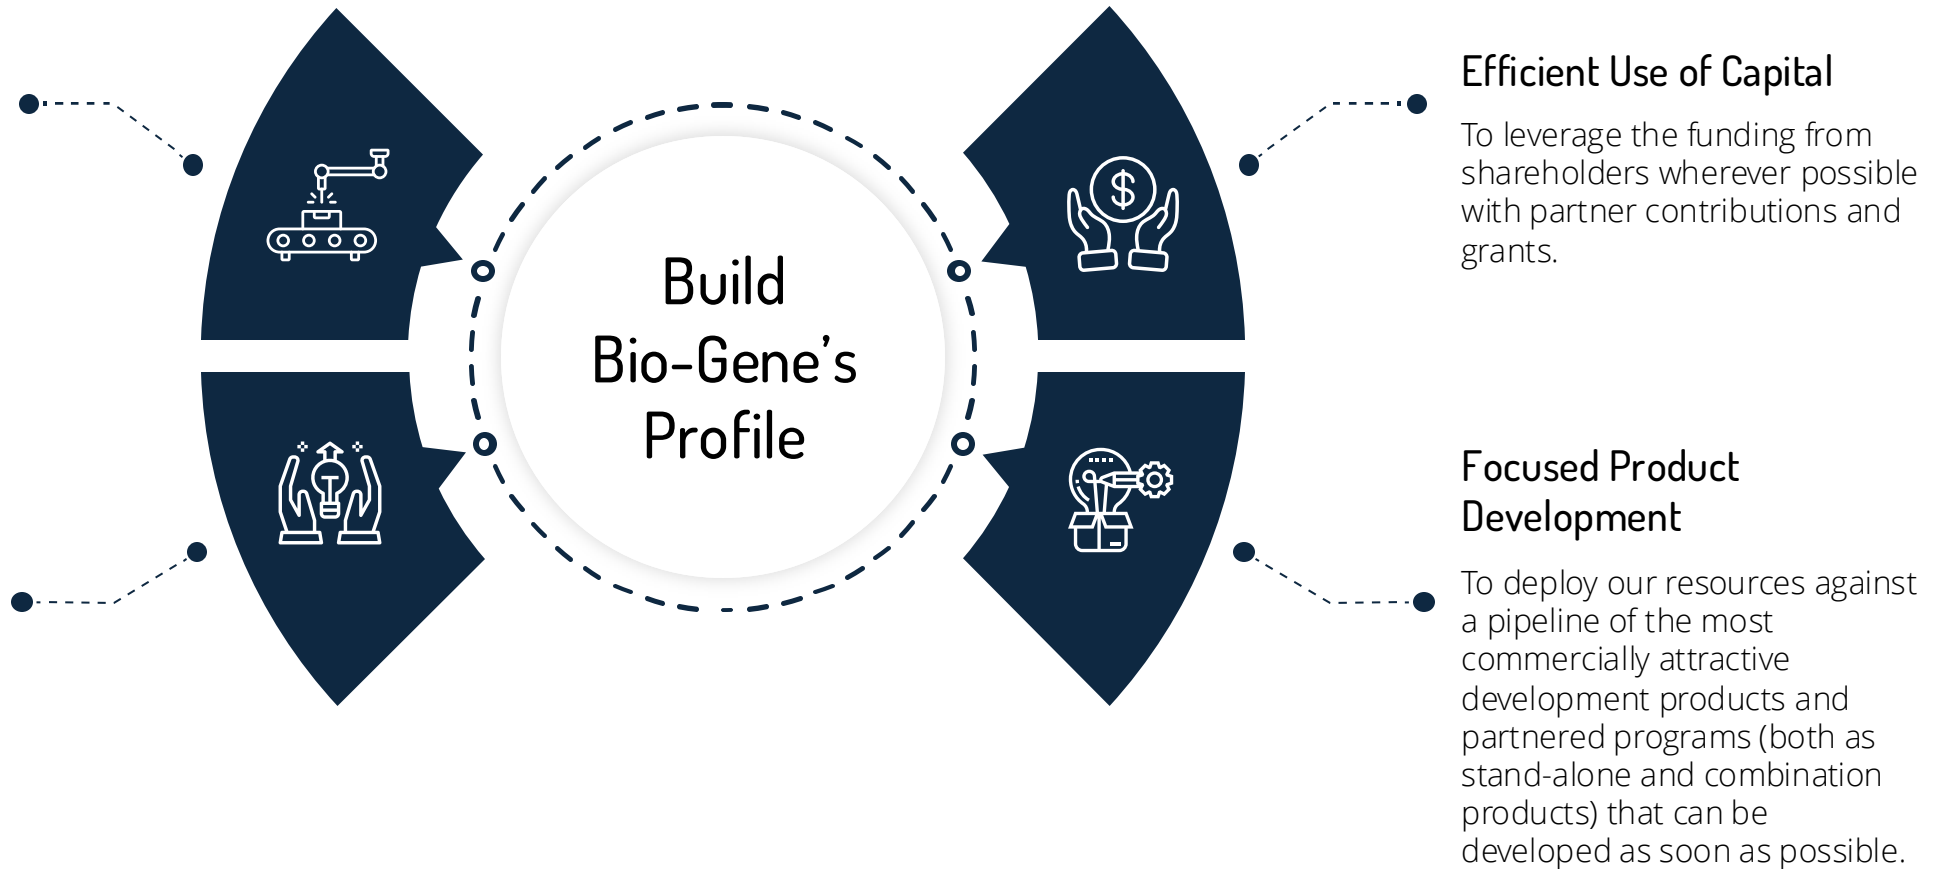 Build
Bio-Gene’s
Profile
Efficient Use of Capital
To leverage the funding from
shareholders wherever possible
with partner contributions and
grants.
Focused Product
Development
To deploy our resources against
a pipeline of the most
commercially attractive
development products and
partnered programs (both as
stand-alone and combination
products) that can be
developed as soon as possible.